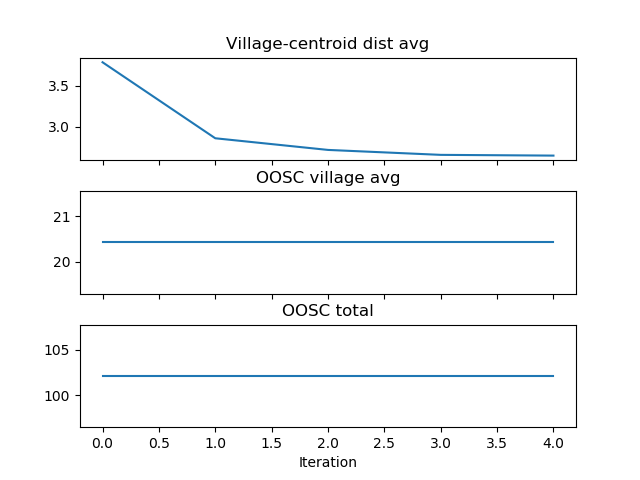 Village-centroid dist avg
3.5
3.0
OOSC village avg
21
20
OOSC total
105
100
0.0 0.5 1.0 1.5 2.0 2.5 3.0 3.5 4.0
Iteration